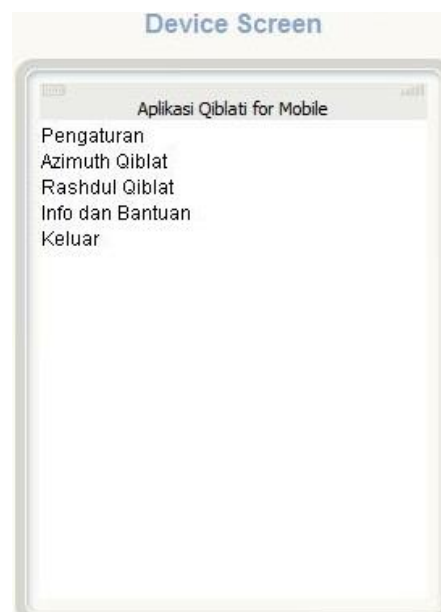 Device Screen
Aplikasi Qiblati for Mobile
Pengaturan
Azimuth Qiblat
Rashdul Qiblat
Info dan Bantuan
Keluar